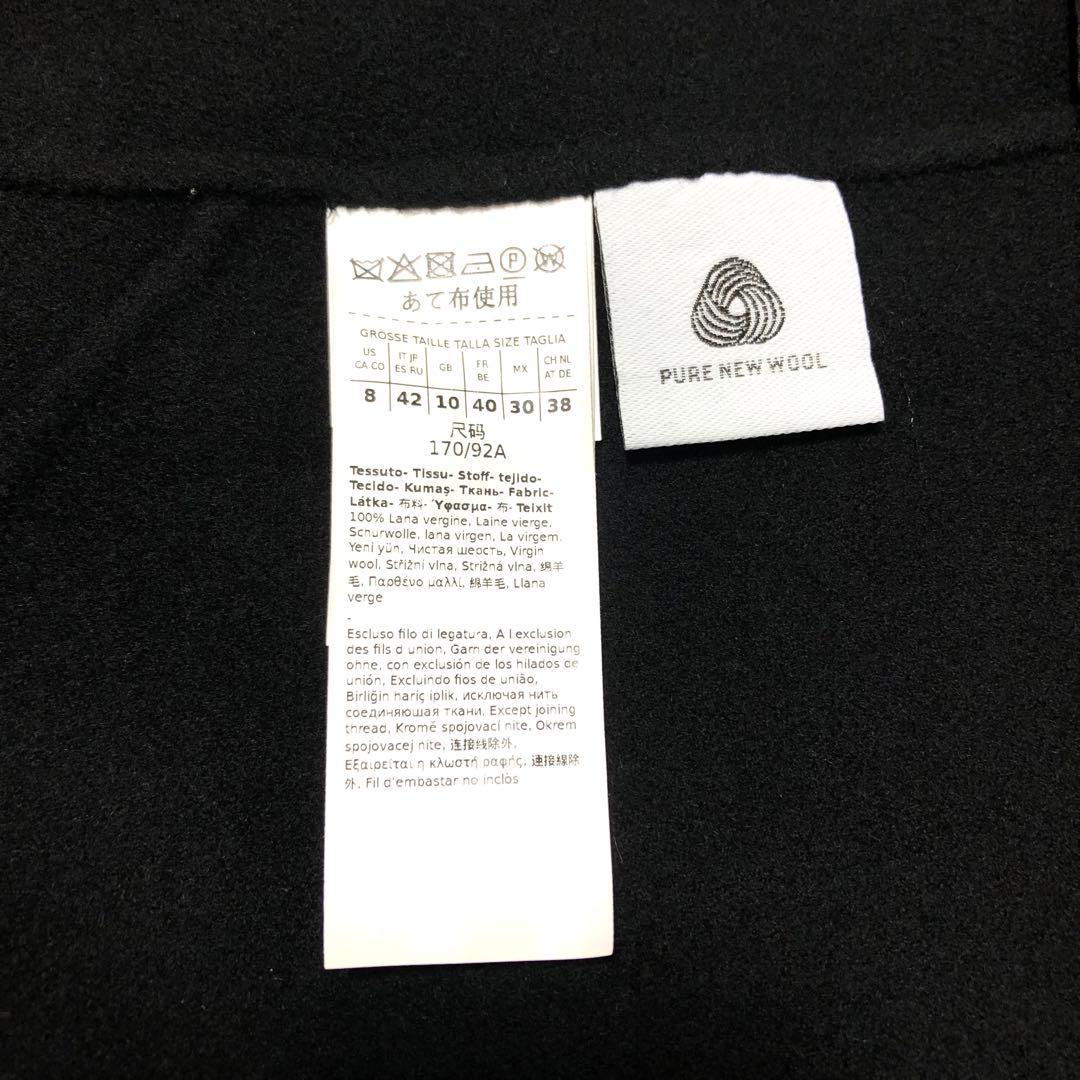 P
W
あて布使用
GRÖSSE TAILLE TALLA SIZE TAGLIA
US CA CO
IT JP ES RU
GB
FR BE
MX
CH NL AT DE
8 42 10 40 30 38
尺码
170/92A
Tessuto- Tissu- Stoff- tejido-
Tecido- Kumaş- Ткань- Fabric-
Látka- 布料- Ύφασμα- 布- Teixit
100% Lana vergine, Laine vierge,
Schurwolle, lana virgen, La virgem,
Yeni yün, Чистая шерсть, Virgin
wool, Střižní vlna, Strižná vlna, 绵羊
毛, Παρθένο μαλλί, 綿羊毛, Llana
verge
-
Escluso filo di legatura, A l exclusion
des fils d union, Garn der vereinigung
ohne, con exclusión de los hilados de
unión, Excluindo fios de união,
Birliğin hariç iplik, исключая нить
соединяющая ткани, Except joining
thread, Kromě spojovací nite, Okrem
spojovacej nite, 连接线除外,
Εξαιρείται η κλωστή ραφής, 連接線除
外, Fil d'embastar no inclòs
PURE NEW WOOL